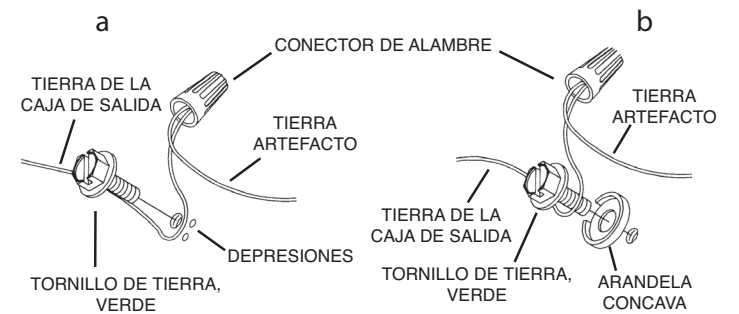 a
b
CONECTOR DE ALAMBRE
TIERRA DE LA
CAJA DE SALIDA
TIERRA
ARTEFACTO
DEPRESIONES
TORNILLO DE TIERRA,
VERDE
TIERRA
ARTEFACTO
TIERRA DE LA
CAJA DE SALIDA
TORNILLO DE TIERRA,
VERDE
ARANDELA
CONCAVA